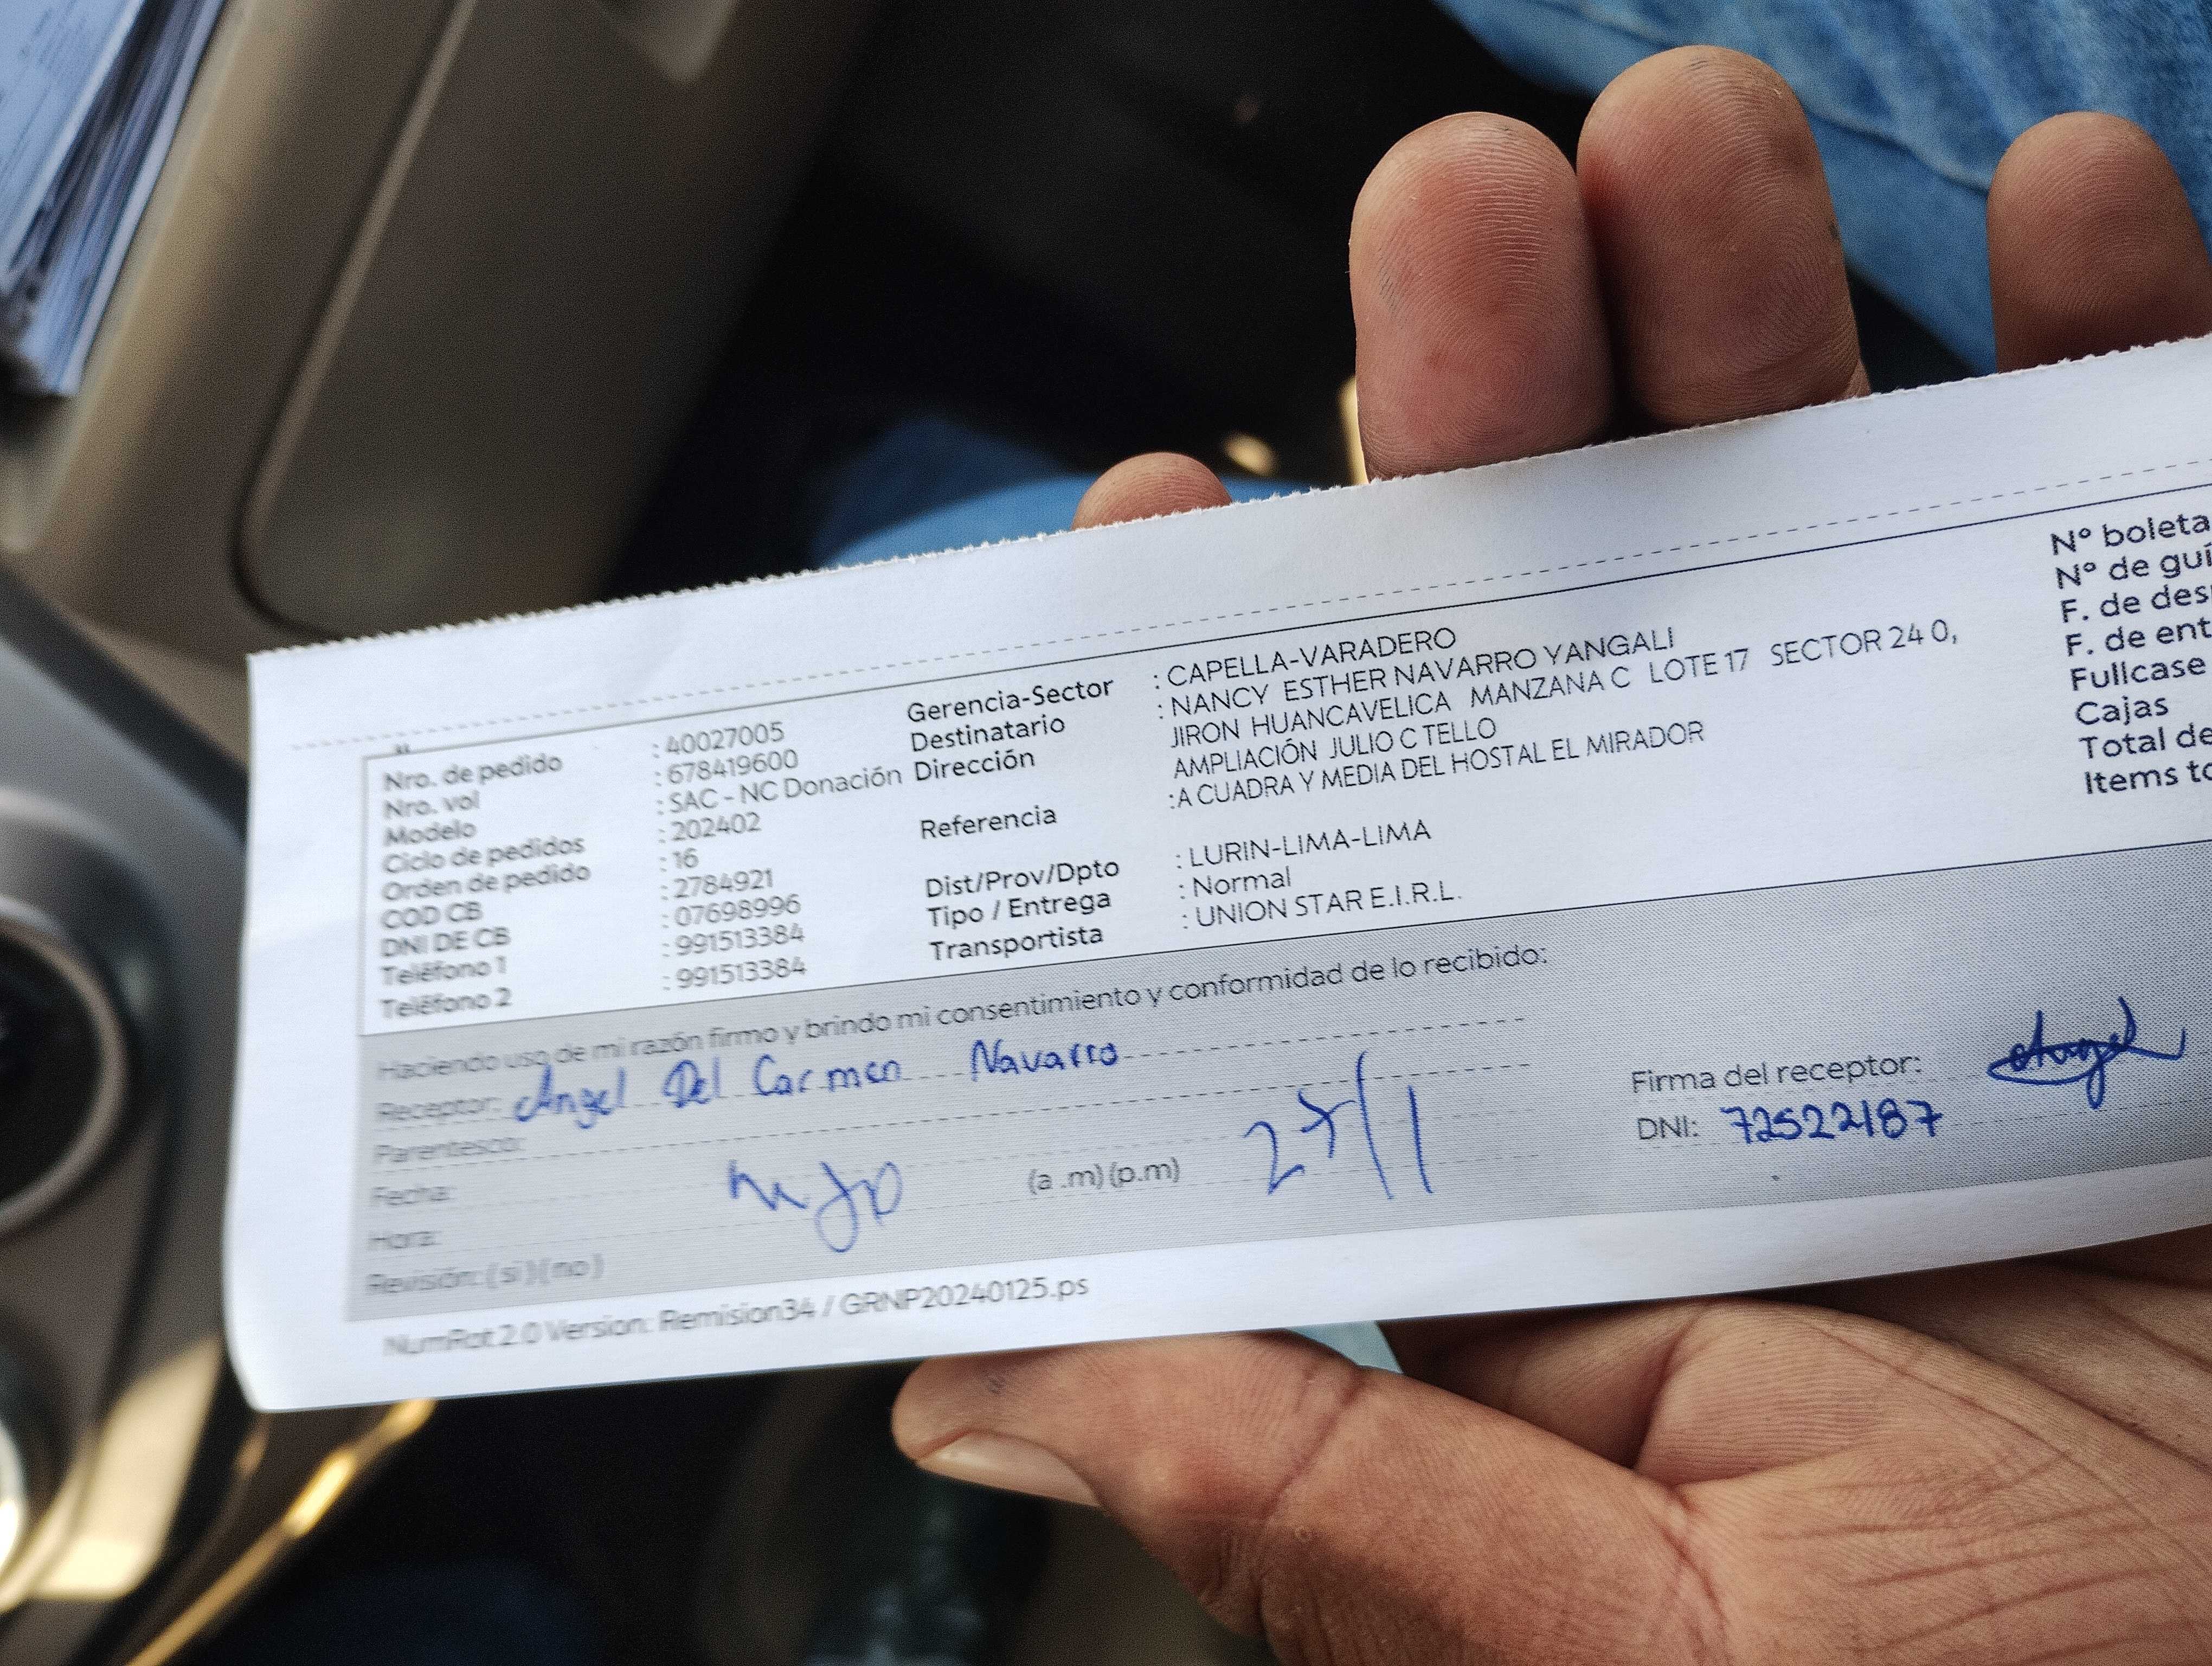 Nro. de pedido : 40027005
Nro. vol : 678419600
Modelo : SAC - NC Donación
Ciclo de pedidos : 202402
Orden de pedido : 16
COD CB : 2784921
DNI DE CB : 07698996
Teléfono 1 : 991513384
Teléfono 2 : 991513384
Gerencia-Sector : CAPELLA-VARADERO
Destinatario : NANCY ESTHER NAVARRO YANGALI
Dirección JIRON HUANCAVELICA MANZANA C LOTE 17 SECTOR 24 0,
AMPLIACIÓN JULIO C TELLO
Referencia : A CUADRA Y MEDIA DEL HOSTAL EL MIRADOR
Dist/Prov/Dpto : LURIN-LIMA-LIMA
Tipo / Entrega : Normal
Transportista : UNION STAR E.I.R.L.
Nº boleta
Nº de guí
F. de des
F. de ent
Fullcase
Cajas
Total de
Items to
Haciendo uso de mi razón firmo y brindo mi consentimiento y conformidad de lo recibido:
Receptor: Angel Del Carmen Navarro
Parentesco:
Fecha:
Hora: (a .m) (p.m)
Revisión: ( si ) ( no )
Firma del receptor: Angel
DNI: 72522187
NumRot 2.0 Version: Remision34 / GRNP20240125.ps